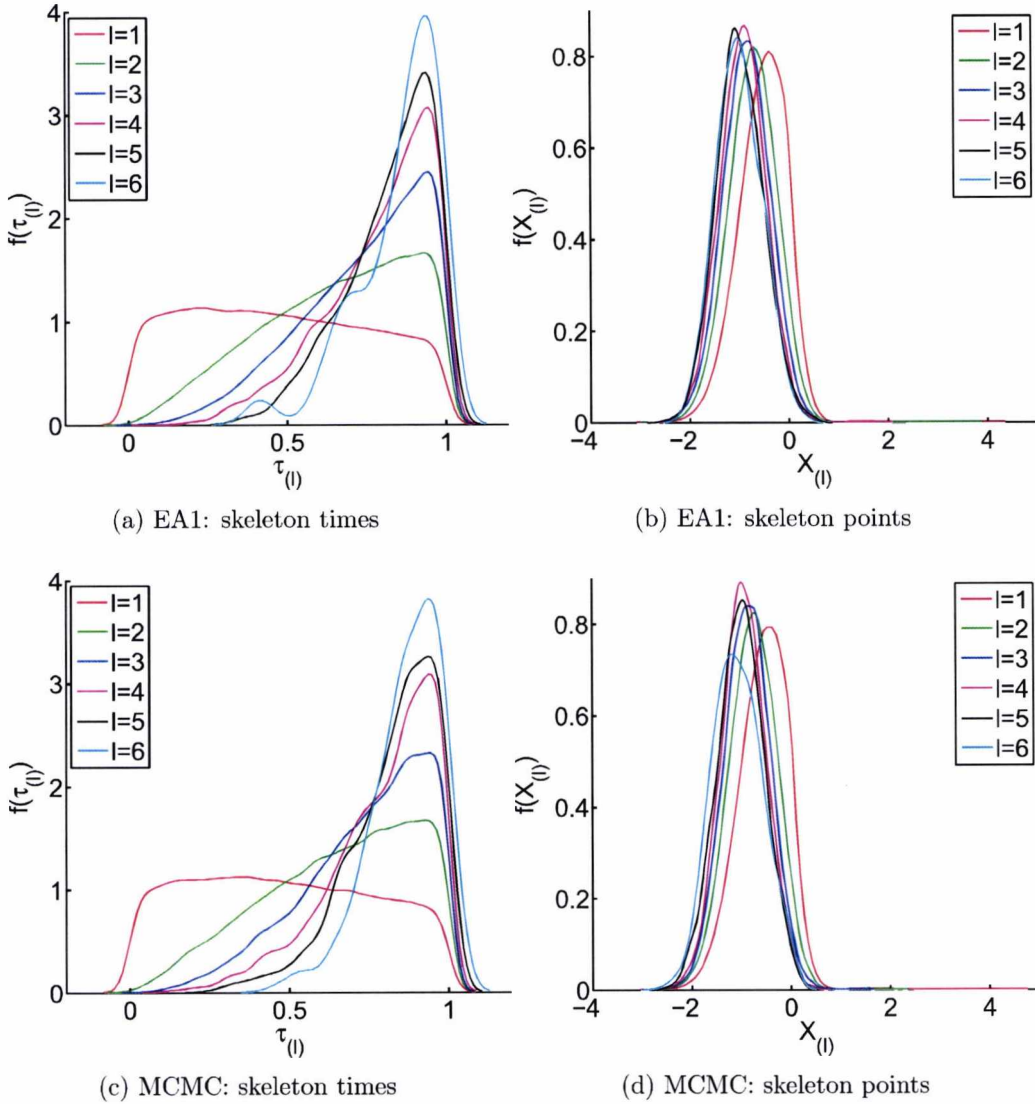 4
3
2
1
0
f(τ(l))
l=1
l=2
l=3
l=4
l=5
l=6
0 0.5 1
τ(l)
(a) EA1: skeleton times
0.8
0.6
0.4
0.2
0
f(X(l))
l=1
l=2
l=3
l=4
l=5
l=6
−4 −2 0 2 4
X(l)
(b) EA1: skeleton points
4
3
2
1
0
f(τ(l))
l=1
l=2
l=3
l=4
l=5
l=6
0 0.5 1
τ(l)
(c) MCMC: skeleton times
0.8
0.6
0.4
0.2
0
f(X(l))
l=1
l=2
l=3
l=4
l=5
l=6
−4 −2 0 2 4
X(l)
(d) MCMC: skeleton points